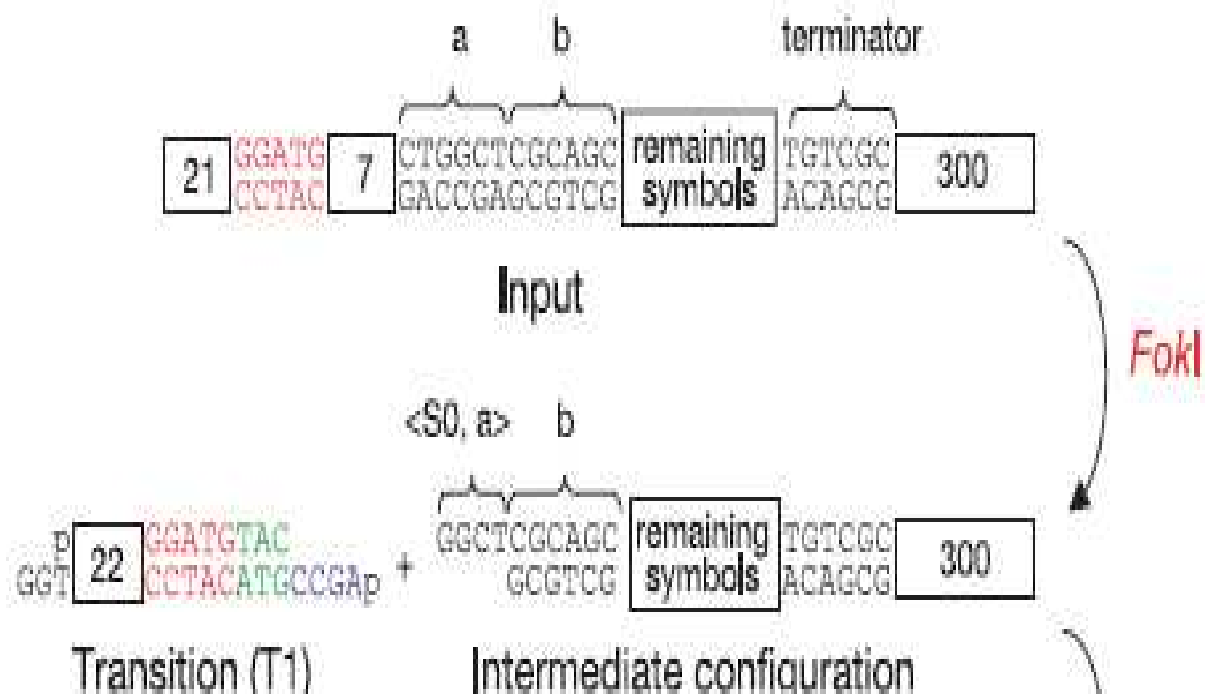 a b terminator
21 GGATG 7 CTGGCTCGCAGC remaining TGTCGC 300
CCTAC GACCGAGCGTCG symbols ACAGCG
Input
FokI
<S0, a> b
p 22 GGATGTAC + GGCTCGCAGC remaining TGTCGC 300
GGT CCTACATGCCGAp GCGTCG symbols ACAGCG
Transition (T1) Intermediate configuration